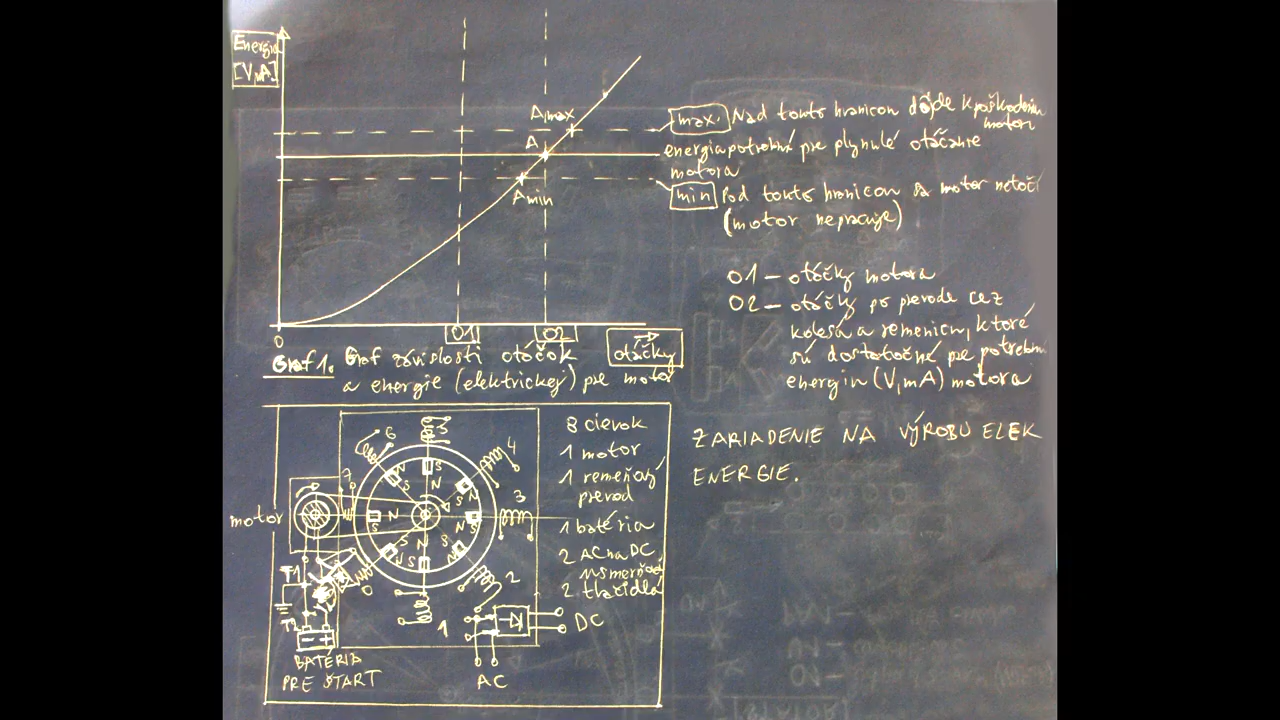 Energia
[V,mA]
Amax
A
Amin
max. Nad touto hranicou dôjde k poškodeniu
motora
energia potrebná pre plynulé otáčanie
motora
min Pod touto hranicou sa motor netočí
(motor nepracuje)
O1 – otáčky motora
O2 – otáčky po prevode cez
kolesá a remenicu, ktoré
sú dostatočné pre potrebnú
energiu (V,mA) motora
0
O1
O2
otáčky
Graf 1. Graf závislosti otáčok
a energie (elektrickej) pre motor
ZARIADENIE NA VÝROBU ELEK
ENERGIE.
8 cievok
1 motor
1 remeňový
prevod
1 batéria
2 AC na DC
usmerňov
2 tlačidlá
motor
0
1
2
3
4
5
6
7
N S N S N S N S
N S N S N S N S
T1
T2
- +
BATÉRIA
PRE ŠTART
AC
DC